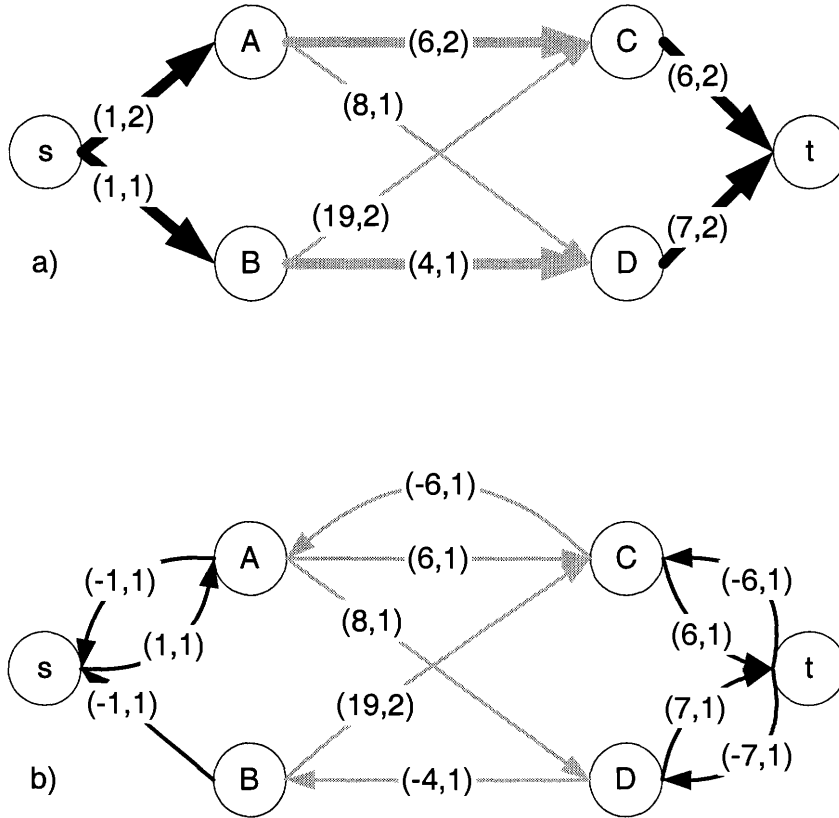 A (6,2) C
(1,2) (8,1) (6,2)
s t
(1,1) (19,2) (7,2)
a) B (4,1) D
(-6,1)
A (6,1) C
(-1,1) (8,1) (-6,1)
(1,1) (6,1)
s t
(-1,1) (19,2) (7,1)
(-7,1)
b) B (-4,1) D